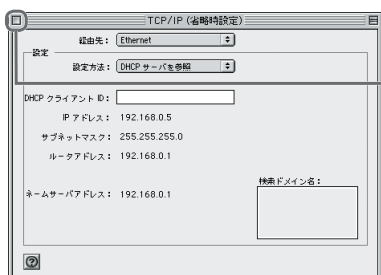 TCP/IP (省略時設定)
経由先： Ethernet
設定
設定方法： DHCP サーバを参照
DHCP クライアント ID：
IP アドレス： 192.168.0.5
サブネットマスク： 255.255.255.0
ルータアドレス： 192.168.0.1
検索ドメイン名：
ネームサーバアドレス： 192.168.0.1
?